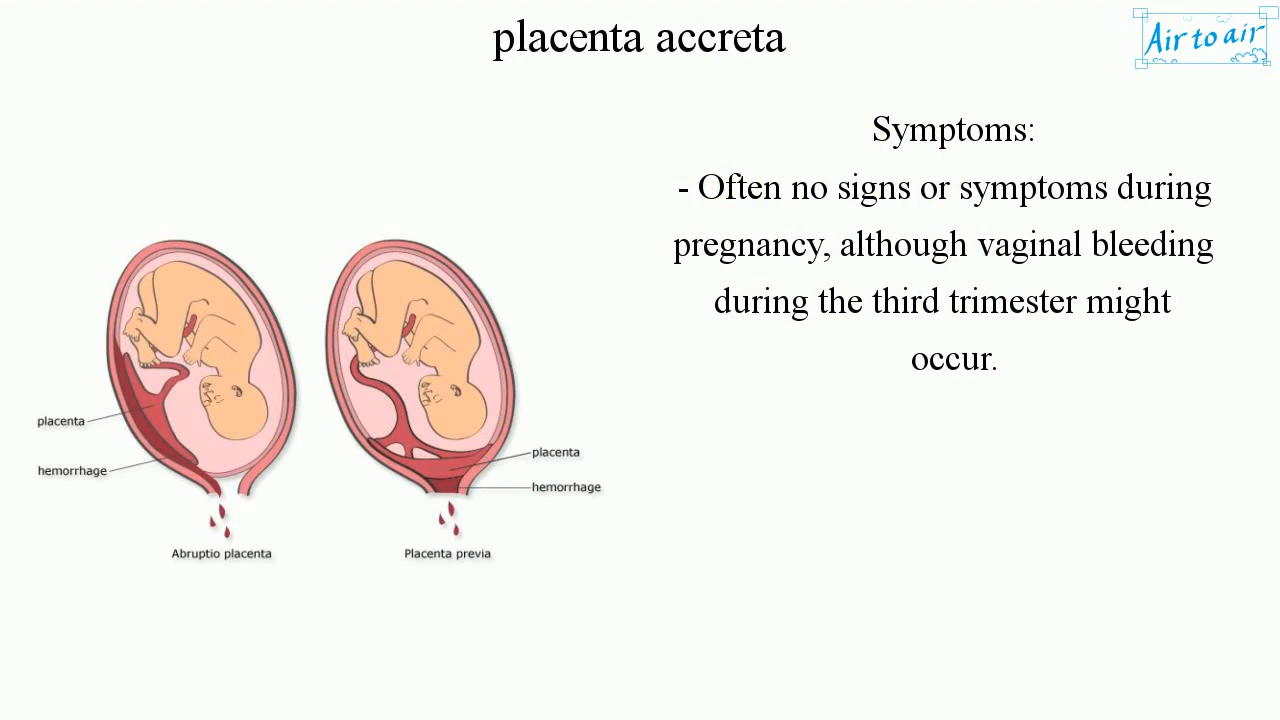 placenta accreta
Air to air
Symptoms:
- Often no signs or symptoms during
pregnancy, although vaginal bleeding
during the third trimester might
occur.
placenta
hemorrhage
placenta
hemorrhage
Abruptio placenta
Placenta previa